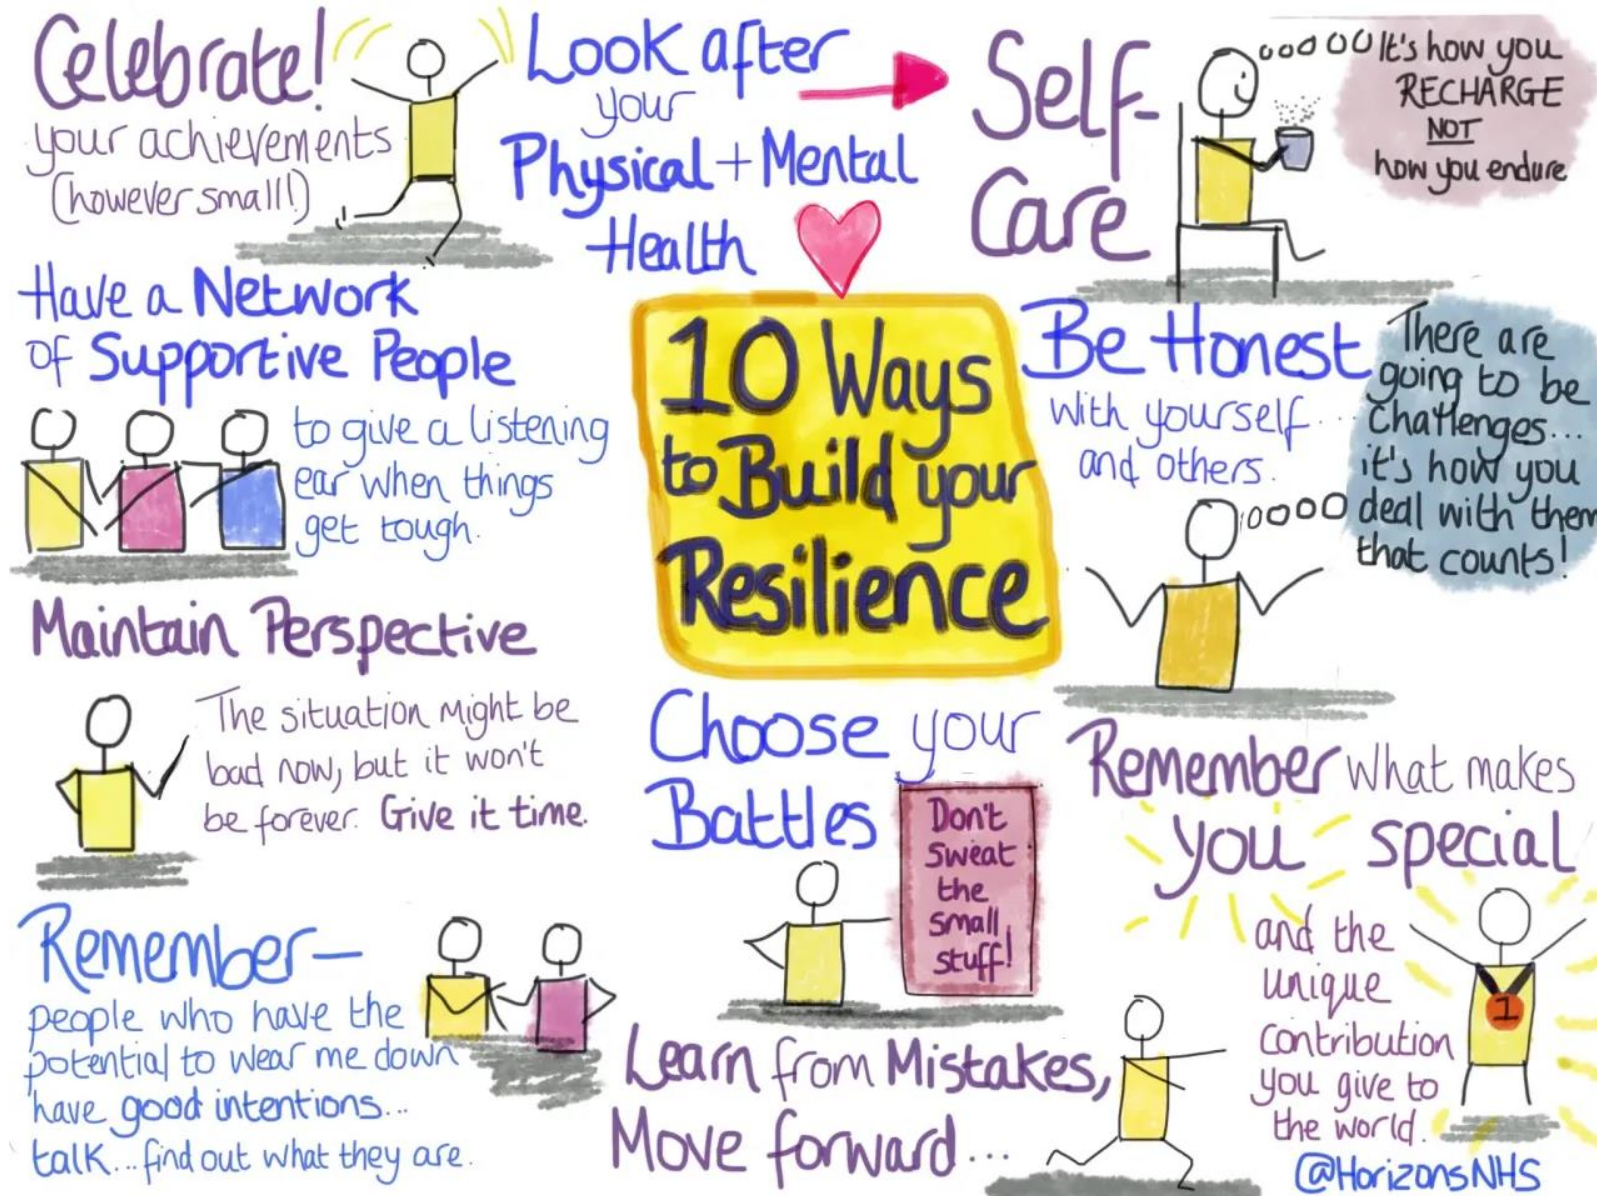 Celebrate!
your achievements
(however small!)
Look after
your
Physical + Mental
Health
Self-
Care
It's how you
RECHARGE
NOT
how you endure
Have a Network
of Supportive People
to give a listening
ear when things
get tough.
10 Ways
to Build your
Resilience
Be Honest
with yourself...
and others.
There are
going to be
Challenges...
it's how you
deal with them
that counts!
Maintain Perspective
The situation might be
bad now, but it won't
be forever. Give it time.
Choose your
Battles
Don't
Sweat
the
small
stuff!
Remember what makes
you special
and the
unique
contribution
you give to
the world.
Remember-
people who have the
potential to wear me down
have good intentions...
talk... find out what they are.
Learn from Mistakes,
Move forward...
1
@HorizonsNHS